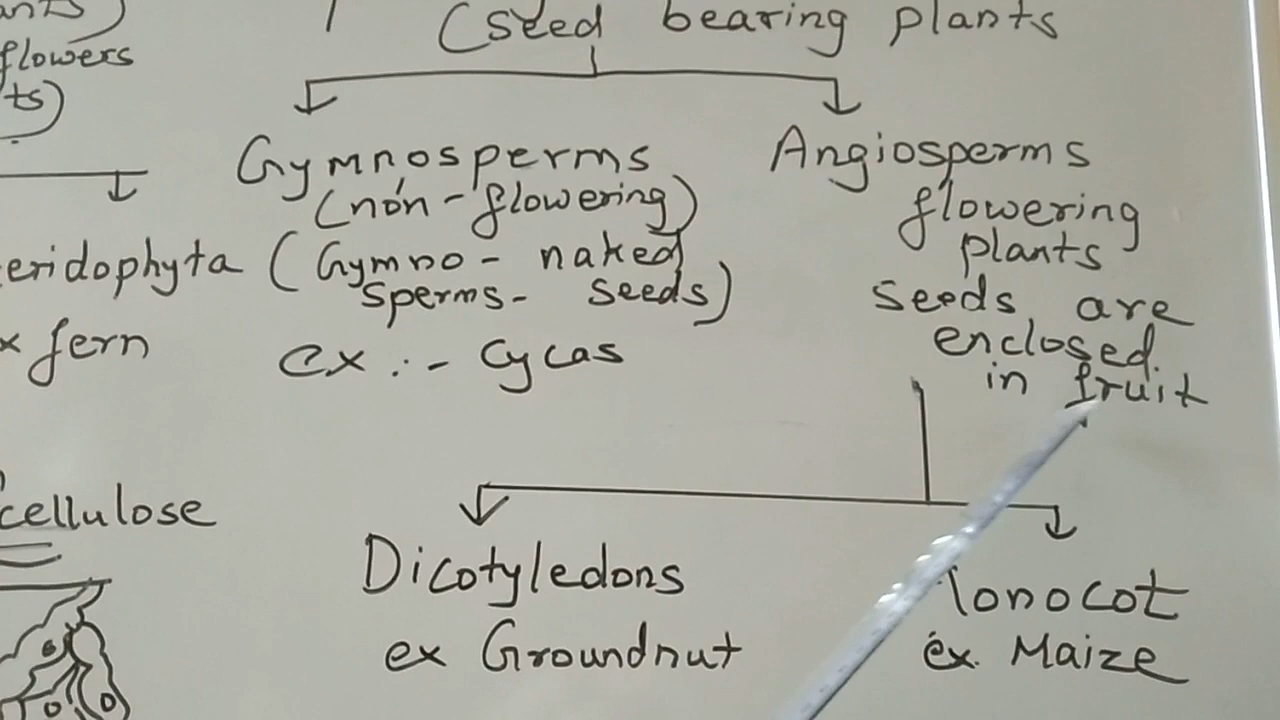 (seed bearing plants
flowers
Gymnosperms
(non-flowering)
(Gymno - naked
sperms - seeds)
ex :- Cycas
Angiosperms
flowering
plants
seeds are
enclosed
in fruit
eridophyta
fern
cellulose
Dicotyledons
ex Groundnut
onocot
ex. Maize